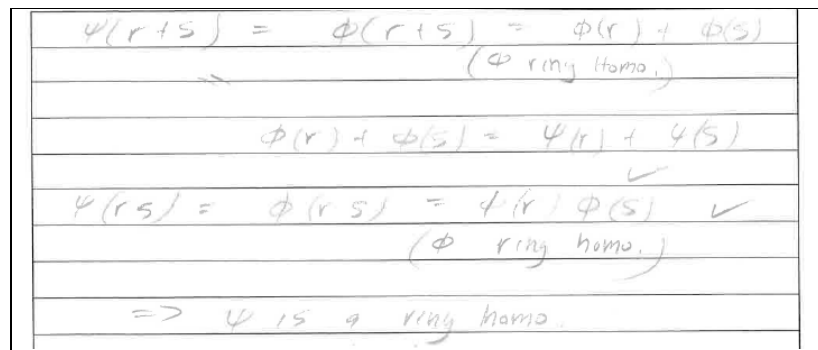 ψ(r+s) = φ(r+s) = φ(r) + φ(s)
(φ ring Homo.)
φ(r) + φ(s) = ψ(r) + ψ(s)
✓
ψ(rs) = φ(rs) = φ(r) φ(s) ✓
(φ ring homo.)
=> ψ is a ring homo.